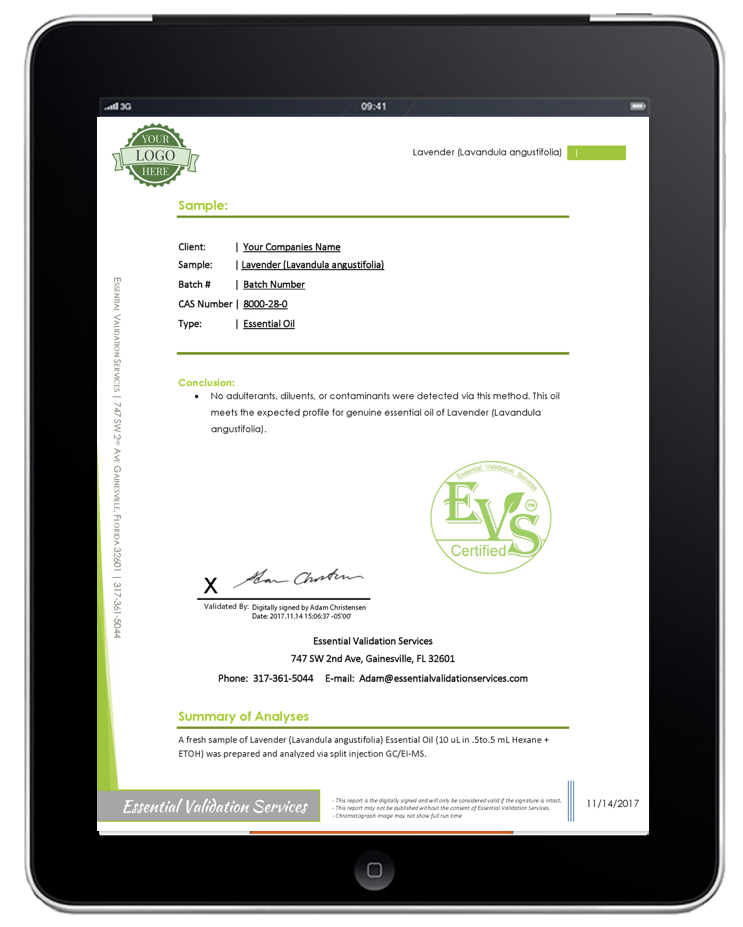 3G
09:41
YOUR
LOGO
HERE
Lavender (Lavandula angustifolia)
1
Sample:
Client: | Your Companies Name
Sample: | Lavender (Lavandula angustifolia)
Batch # | Batch Number
CAS Number | 8000-28-0
Type: | Essential Oil
Conclusion:
• No adulterants, diluents, or contaminants were detected via this method. This oil
meets the expected profile for genuine essential oil of Lavender (Lavandula
angustifolia).
Essential Validation Services | 747 SW 2ND Ave Gainesville, Florida 32601 | 317-361-5044
Essential Validation Services
EVS
TM
Certified
X Adam Christensen
Validated By: Digitally signed by Adam Christensen
Date: 2017.11.14 15:06:37 -05'00'
Essential Validation Services
747 SW 2nd Ave, Gainesville, FL 32601
Phone: 317-361-5044 E-mail: Adam@essentialvalidationservices.com
Summary of Analyses
A fresh sample of Lavender (Lavandula angustifolia) Essential Oil (10 uL in .5to.5 mL Hexane +
ETOH) was prepared and analyzed via split injection GC/EI-MS.
Essential Validation Services
- This report is the digitally signed and will only be considered valid if the signature is intact.
- This report may not be published without the consent of Essential Validation Services.
- Chromatograph image may not show full run time
11/14/2017